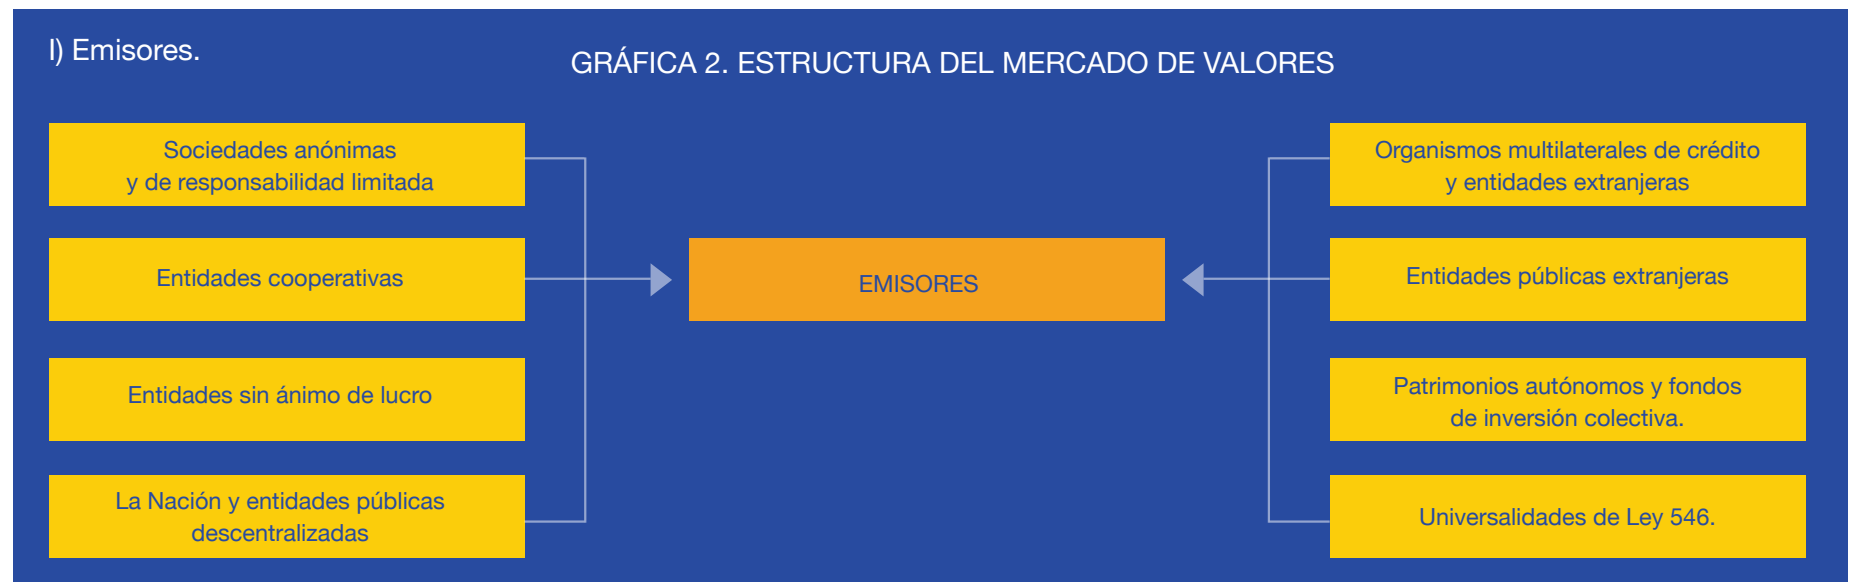 I) Emisores.
GRÁFICA 2. ESTRUCTURA DEL MERCADO DE VALORES
Sociedades anónimas
y de responsabilidad limitada
Entidades cooperativas
Entidades sin ánimo de lucro
La Nación y entidades públicas
descentralizadas
EMISORES
Organismos multilaterales de crédito
y entidades extranjeras
Entidades públicas extranjeras
Patrimonios autónomos y fondos
de inversión colectiva.
Universalidades de Ley 546.